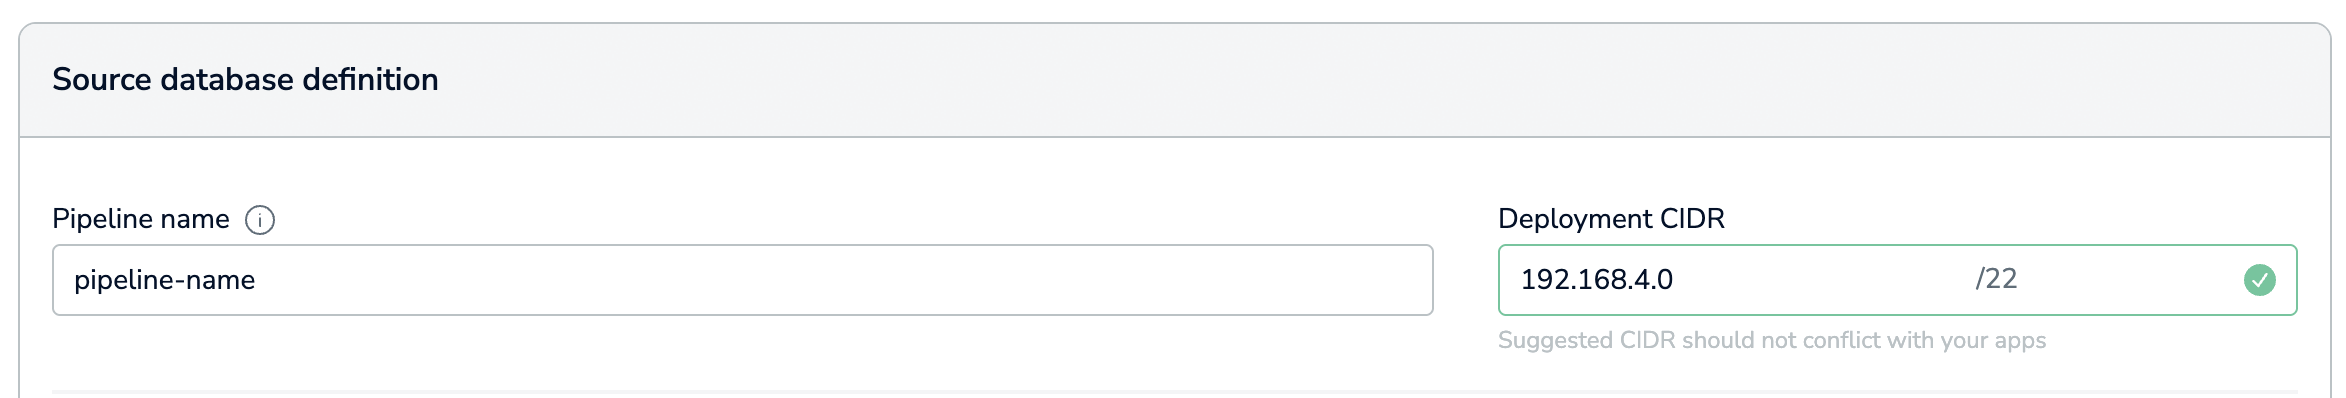 Source database definition
Pipeline name
pipeline-name
Deployment CIDR
192.168.4.0 /22
Suggested CIDR should not conflict with your apps